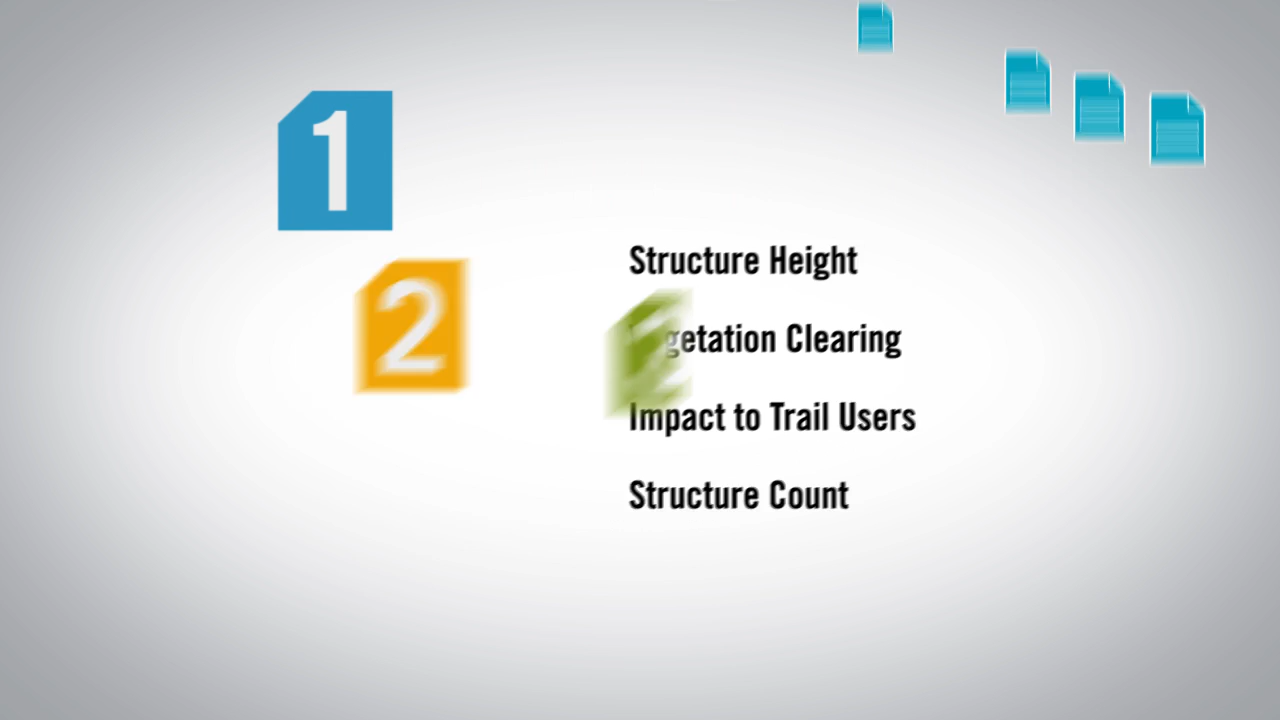 1
2
Structure Height
getation Clearing
Impact to Trail Users
Structure Count